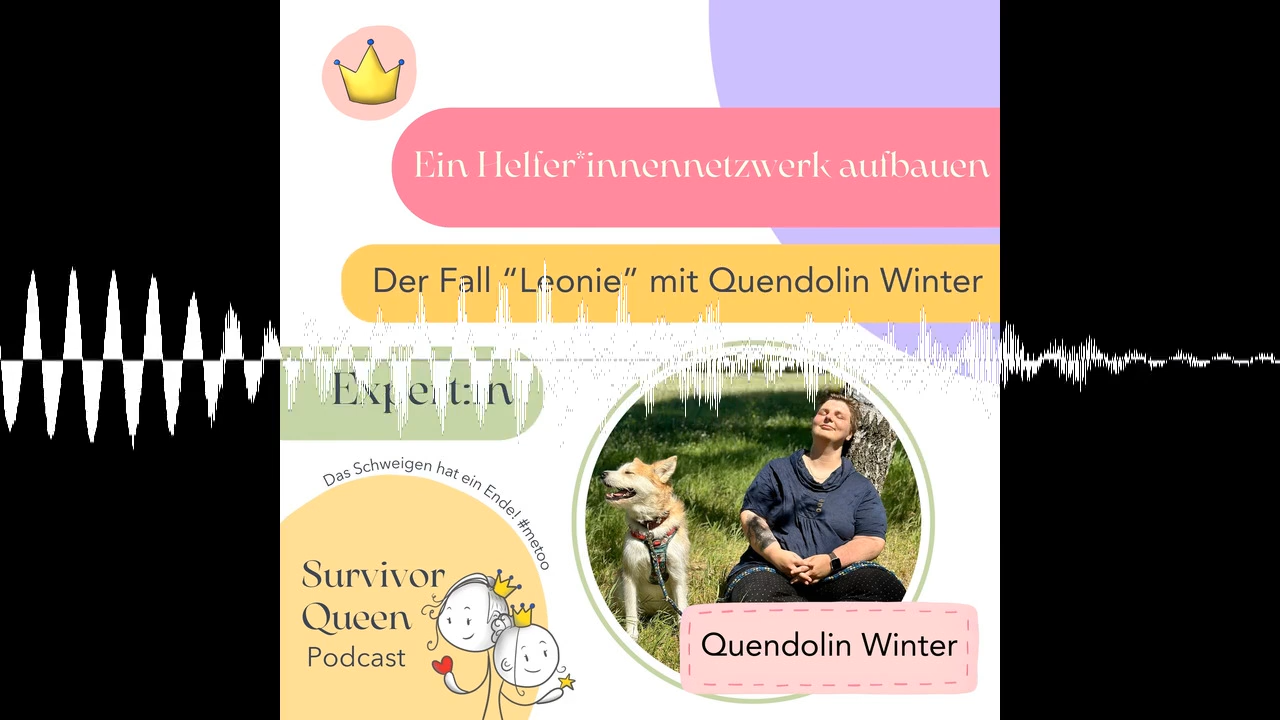 Ein Helfer*innennetzwerk aufbauen
Der Fall “Leonie” mit Quendolin Winter
Expert:in
Das Schweigen hat ein Ende! #metoo
Survivor
Queen
Podcast
Quendolin Winter